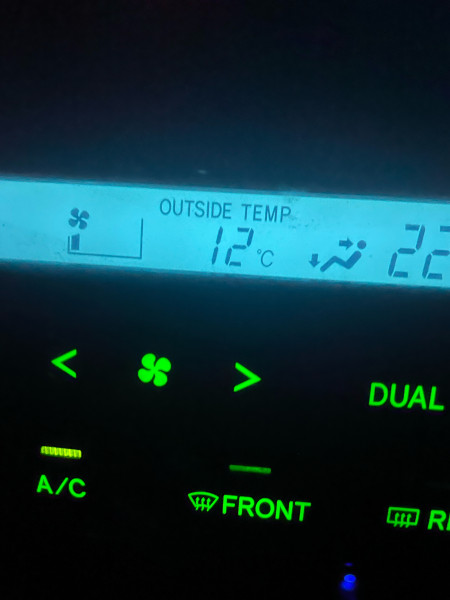 OUTSIDE TEMP
12°C 22
< >
DUAL
A/C
FRONT